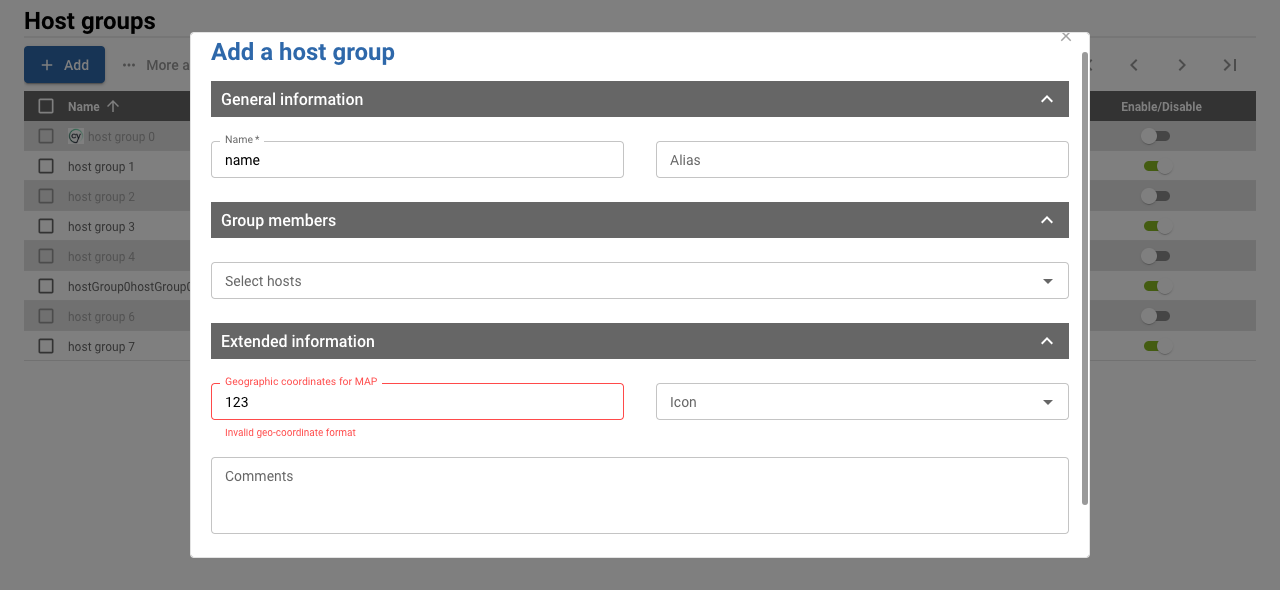 Host groups
Add a host group
Add
More a
General information
Name
Enable/Disable
host group 0
Name *
name
Alias
host group 1
host group 2
Group members
host group 3
host group 4
Select hosts
hostGroup0hostGroup0
host group 6
Extended information
host group 7
Geographic coordinates for MAP
123
Icon
Invalid geo-coordinate format
Comments